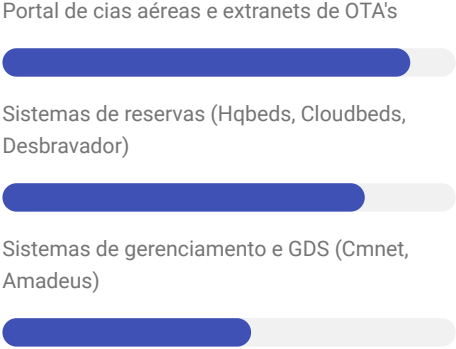 Portal de cias aéreas e extranets de OTA's
Sistemas de reservas (Hqbeds, Cloudbeds,
Desbravador)
Sistemas de gerenciamento e GDS (Cmnet,
Amadeus)